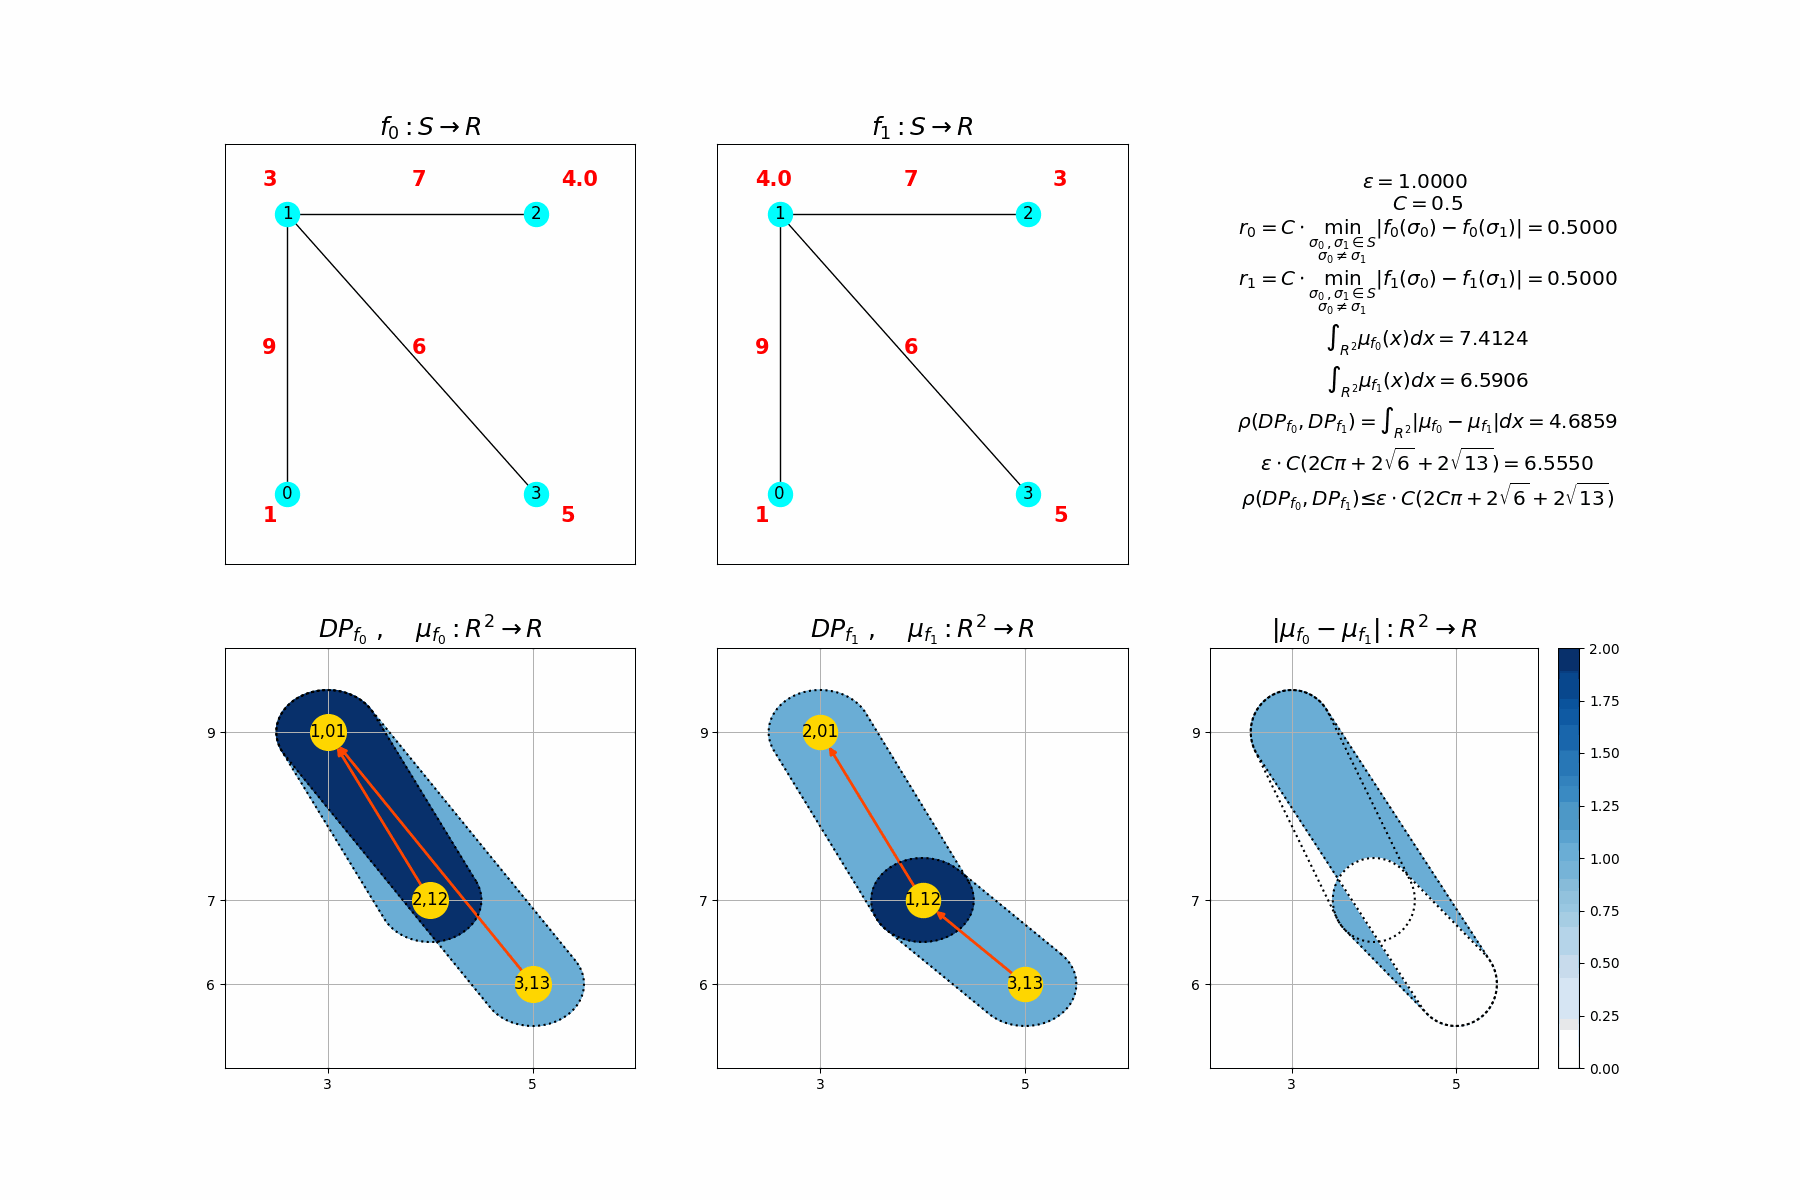 f₀ : S → R
3 7 4.0
1 2
9 6
0 3
1 5
f₁ : S → R
4.0 7 3
1 2
9 6
0 3
1 5
ε = 1.0000
C = 0.5
r₀ = C · min |f₀(σ₀) − f₀(σ₁)| = 0.5000
σ₀ , σ₁ ∈ S
σ₀ ≠ σ₁
r₁ = C · min |f₁(σ₀) − f₁(σ₁)| = 0.5000
σ₀ , σ₁ ∈ S
σ₀ ≠ σ₁
∫_{R²} μ_{f₀}(x)dx = 7.4124
∫_{R²} μ_{f₁}(x)dx = 6.5906
ρ(DP_{f₀}, DP_{f₁}) = ∫_{R²} |μ_{f₀} − μ_{f₁}|dx = 4.6859
ε · C(2Cπ + 2√6 + 2√13) = 6.5550
ρ(DP_{f₀}, DP_{f₁}) ≤ ε · C(2Cπ + 2√6 + 2√13)
DP_{f₀} , μ_{f₀} : R² → R
9
7
6
3 5
1,01
2,12
3,13
DP_{f₁} , μ_{f₁} : R² → R
9
7
6
3 5
2,01
1,12
3,13
|μ_{f₀} − μ_{f₁}| : R² → R
9
7
6
3 5
2.00
1.75
1.50
1.25
1.00
0.75
0.50
0.25
0.00